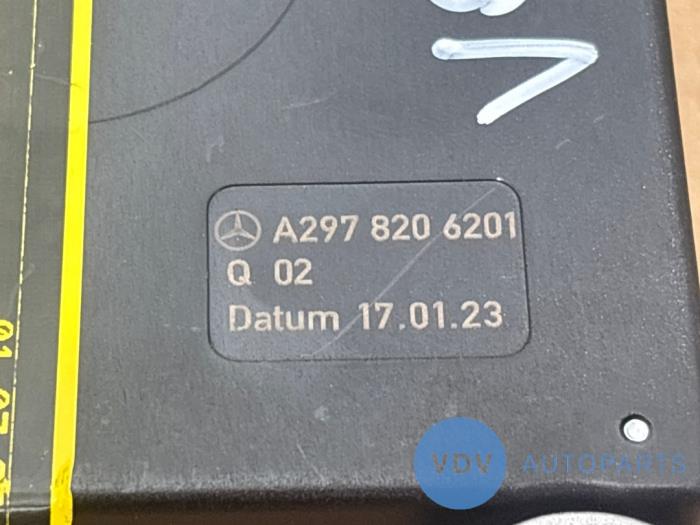 A297 820 6201
Q 02
Datum 17.01.23
VDV AUTOPARTS